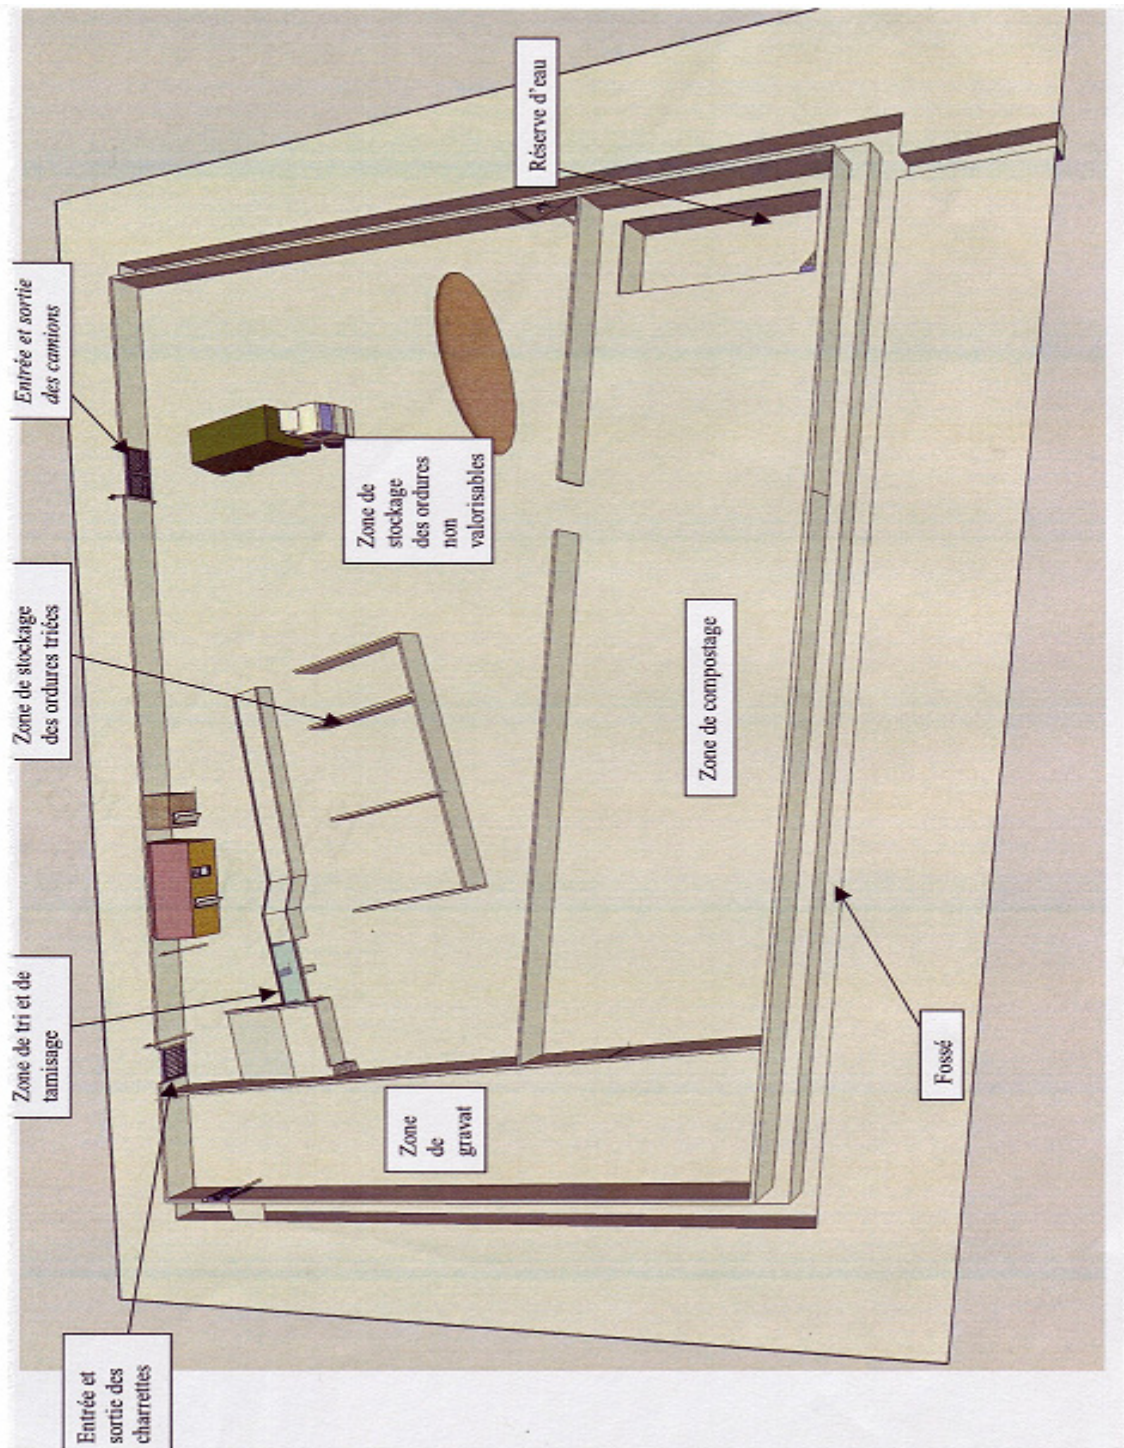 Entrée et
sortie des
charrettes
Zone de tri et de
tamisage
Zone de stockage
des ordures triées
Entrée et sortie
des camions
Zone
de
gravat
Zone de
stockage
des ordures
non
valorisables
Réserve d'eau
Zone de compostage
Fossé